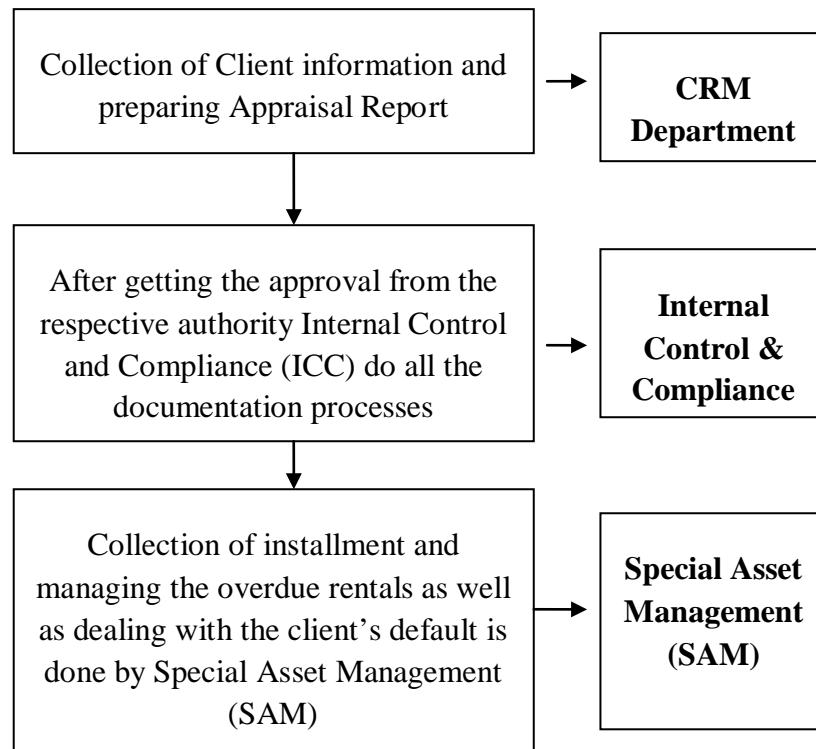 Collection of Client information and
preparing Appraisal Report
CRM
Department
After getting the approval from the
respective authority Internal Control
and Compliance (ICC) do all the
documentation processes
Internal
Control &
Compliance
Collection of installment and
managing the overdue rentals as well
as dealing with the client’s default is
done by Special Asset Management
(SAM)
Special Asset
Management
(SAM)